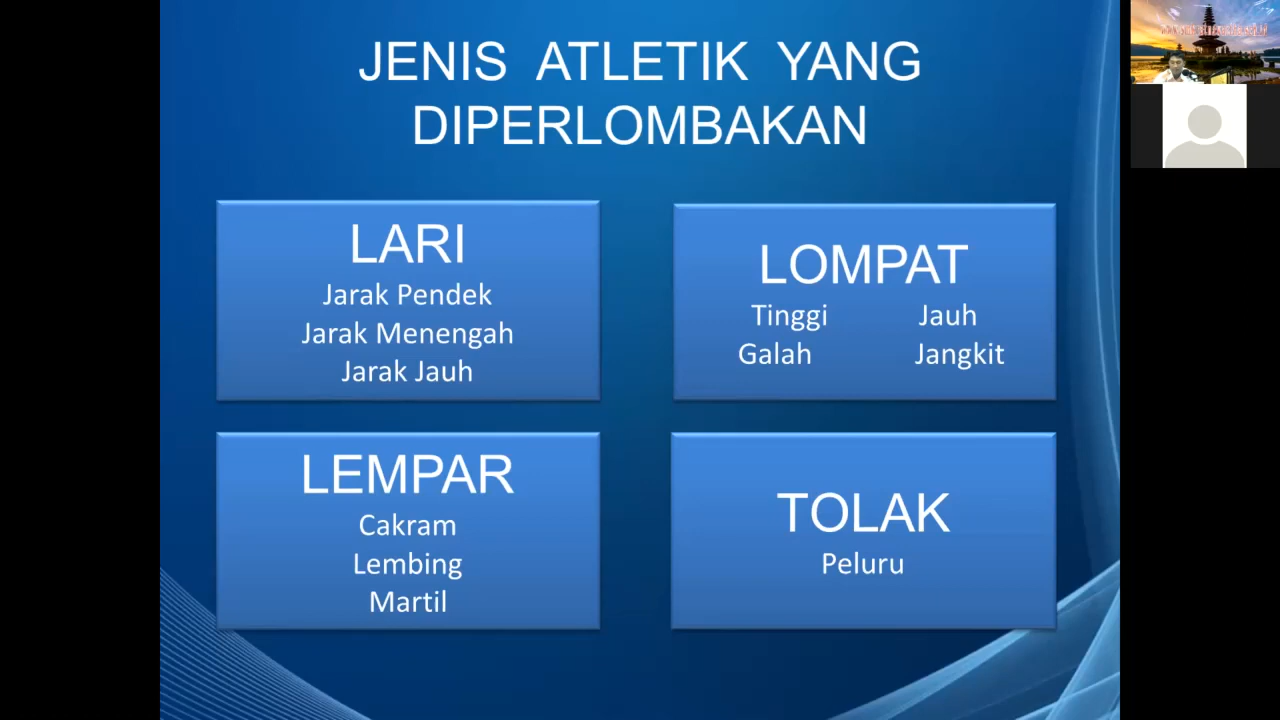 JENIS ATLETIK YANG
DIPERLOMBAKAN
LARI
Jarak Pendek
Jarak Menengah
Jarak Jauh
LOMPAT
Tinggi Jauh
Galah Jangkit
LEMPAR
Cakram
Lembing
Martil
TOLAK
Peluru